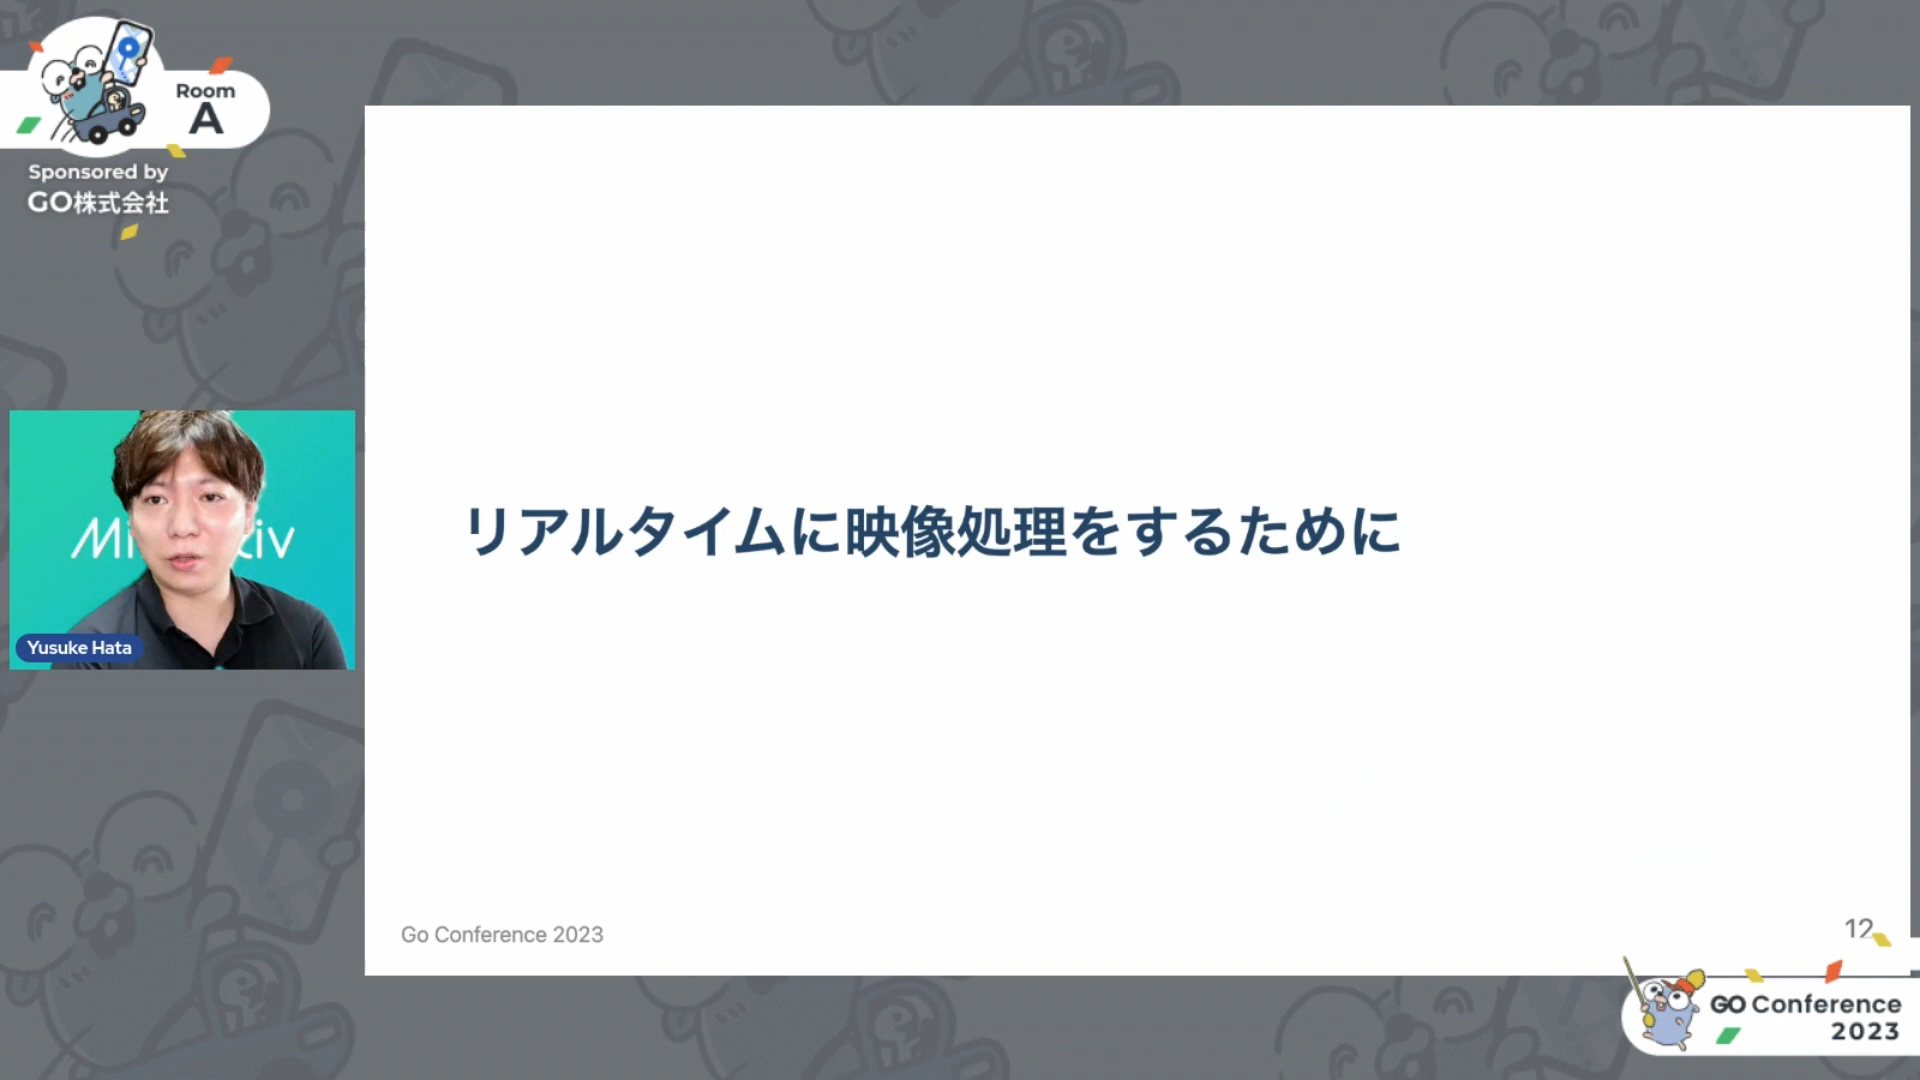 Room
A
Sponsored by
GO株式会社
リアルタイムに映像処理をするために
Yusuke Hata
Go Conference 2023
12
GO Conference
2023